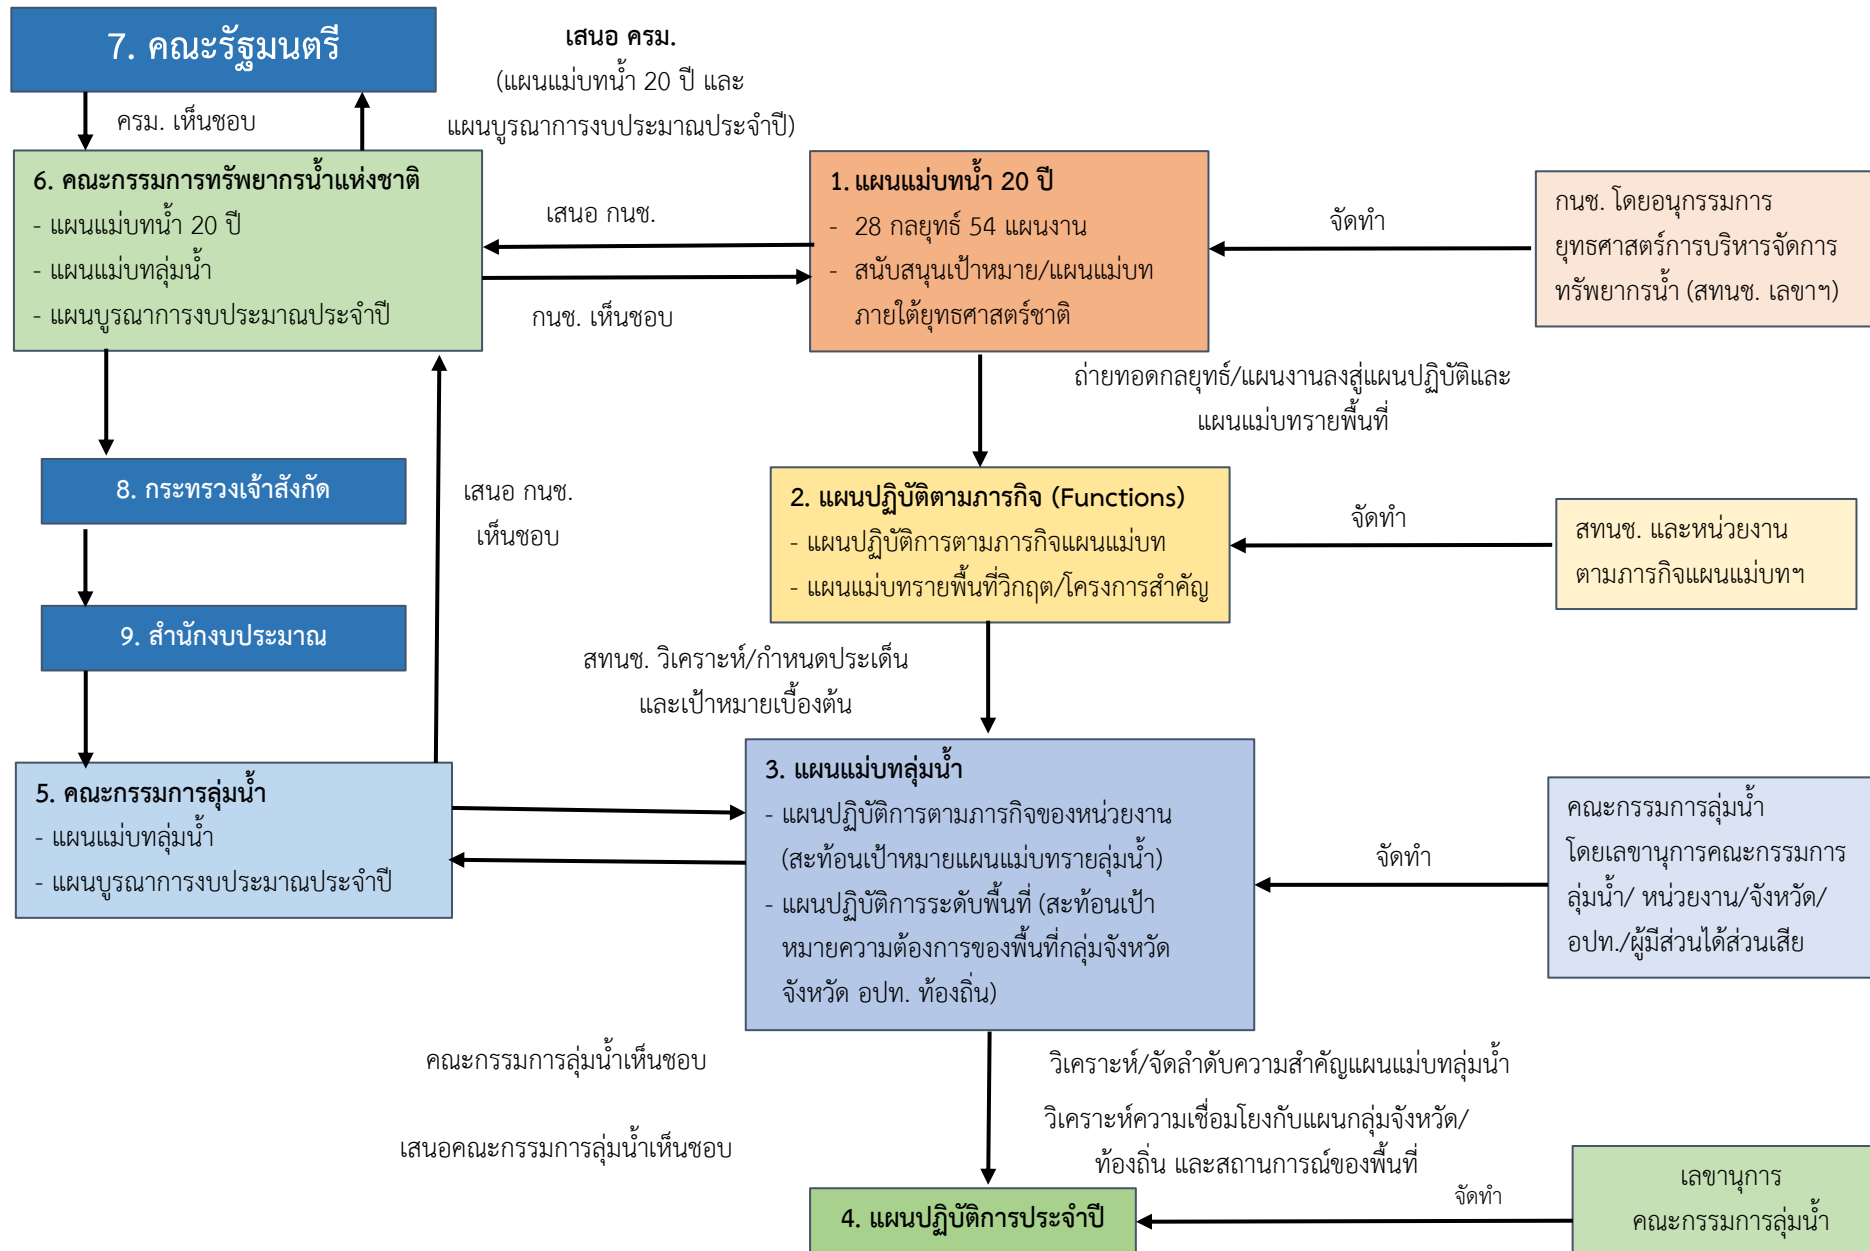 7. คณะรัฐมนตรี
เสนอ ครม.
(แผนแม่บทน้ำ 20 ปี และ
แผนบูรณาการงบประมาณประจำปี)
ครม. เห็นชอบ
6. คณะกรรมการทรัพยากรน้ำแห่งชาติ
- แผนแม่บทน้ำ 20 ปี
- แผนแม่บทลุ่มน้ำ
- แผนบูรณาการงบประมาณประจำปี
เสนอ กนช.
กนช. เห็นชอบ
1. แผนแม่บทน้ำ 20 ปี
- 28 กลยุทธ์ 54 แผนงาน
- สนับสนุนเป้าหมาย/แผนแม่บท
ภายใต้ยุทธศาสตร์ชาติ
จัดทำ
กนช. โดยอนุกรรมการ
ยุทธศาสตร์การบริหารจัดการ
ทรัพยากรน้ำ (สทนช. เลขาฯ)
ถ่ายทอดกลยุทธ์/แผนงานลงสู่แผนปฏิบัติและ
แผนแม่บทรายพื้นที่
8. กระทรวงเจ้าสังกัด
เสนอ กนช.
เห็นชอบ
2. แผนปฏิบัติตามภารกิจ (Functions)
- แผนปฏิบัติการตามภารกิจแผนแม่บท
- แผนแม่บทรายพื้นที่วิกฤต/โครงการสำคัญ
จัดทำ
สทนช. และหน่วยงาน
ตามภารกิจแผนแม่บทฯ
9. สำนักงบประมาณ
สทนช. วิเคราะห์/กำหนดประเด็น
และเป้าหมายเบื้องต้น
5. คณะกรรมการลุ่มน้ำ
- แผนแม่บทลุ่มน้ำ
- แผนบูรณาการงบประมาณประจำปี
3. แผนแม่บทลุ่มน้ำ
- แผนปฏิบัติการตามภารกิจของหน่วยงาน
(สะท้อนเป้าหมายแผนแม่บทรายลุ่มน้ำ)
- แผนปฏิบัติการระดับพื้นที่ (สะท้อนเป้า
หมายความต้องการของพื้นที่กลุ่มจังหวัด
จังหวัด อปท. ท้องถิ่น)
จัดทำ
คณะกรรมการลุ่มน้ำ
โดยเลขานุการคณะกรรมการ
ลุ่มน้ำ/ หน่วยงาน/จังหวัด/
อปท./ผู้มีส่วนได้ส่วนเสีย
คณะกรรมการลุ่มน้ำเห็นชอบ
เสนอคณะกรรมการลุ่มน้ำเห็นชอบ
วิเคราะห์/จัดลำดับความสำคัญแผนแม่บทลุ่มน้ำ
วิเคราะห์ความเชื่อมโยงกับแผนกลุ่มจังหวัด/
ท้องถิ่น และสถานการณ์ของพื้นที่
4. แผนปฏิบัติการประจำปี
จัดทำ
เลขานุการ
คณะกรรมการลุ่มน้ำ